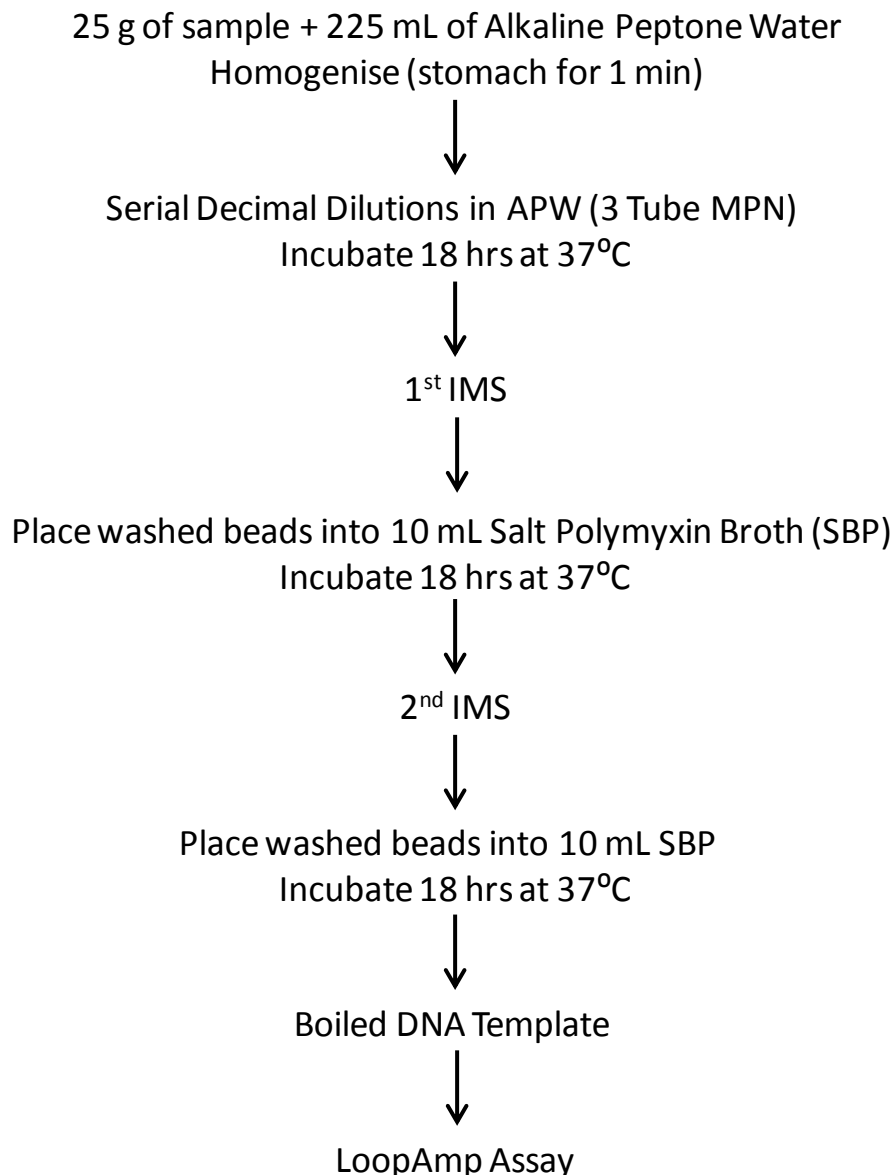 25 g of sample + 225 mL of Alkaline Peptone Water
Homogenise (stomach for 1 min)
Serial Decimal Dilutions in APW (3 Tube MPN)
Incubate 18 hrs at 37⁰C
1st IMS
Place washed beads into 10 mL Salt Polymyxin Broth (SBP)
Incubate 18 hrs at 37⁰C
2nd IMS
Place washed beads into 10 mL SBP
Incubate 18 hrs at 37⁰C
Boiled DNA Template
LoopAmp Assay